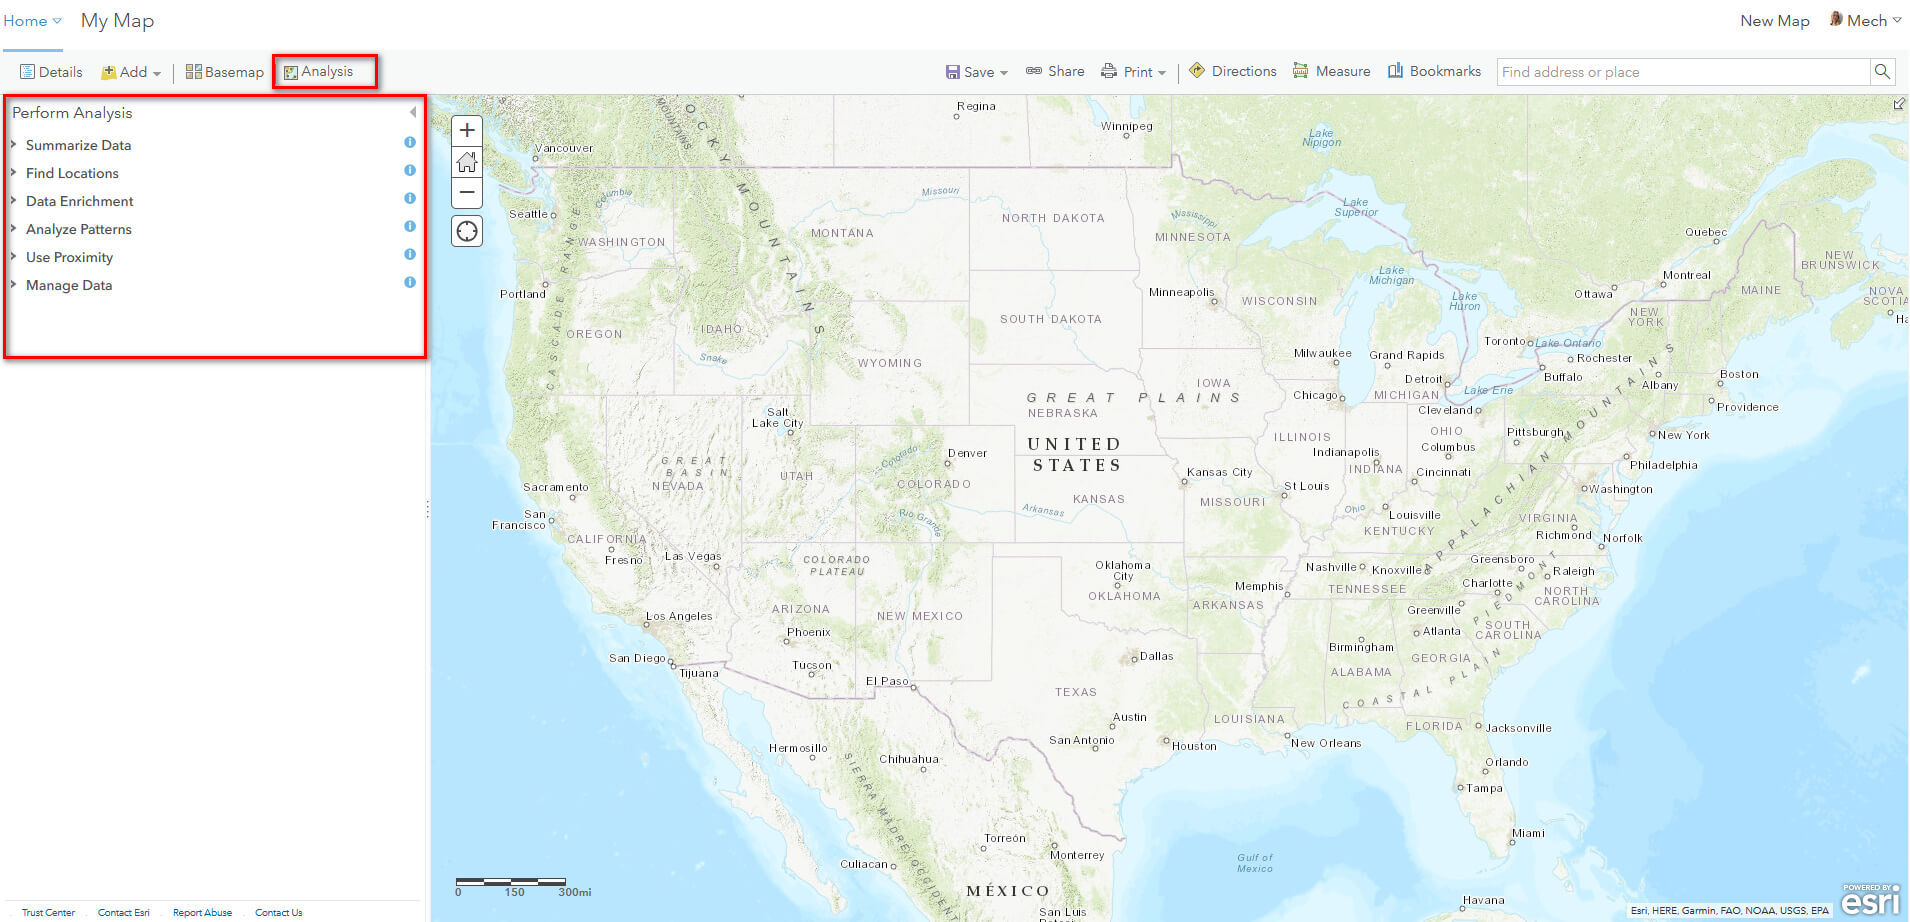 Home
My Map
New Map
Mech
Details
Add
Basemap
Analysis
Save
Share
Print
Directions
Measure
Bookmarks
Find address or place
Perform Analysis
Summarize Data
Find Locations
Data Enrichment
Analyze Patterns
Use Proximity
Manage Data
Regina
Winnipeg
Lake
Nipigon
Vancouver
ROCKY MOUNTAINS
MOUNTAINS
Columbia
Missouri
Seattle
WASHINGTON
MONTANA
NORTH DAKOTA
Mississippi
MINNESOTA
Lake
Superior
Quebec
NEW
BRUNSWICK
Portland
CASCADE RANGE
OREGON
IDAHO
Snake
WYOMING
SOUTH DAKOTA
Minneapolis
WISCONSIN
Lake
Michigan
Lake
Huron
Montreal
Ottawa
MAINE
NOVA
SCOTIA
Ha
NEW
YORK
Toronto
Lake Ontario
Rochester
Buffalo
Albany
Boston
Providence
Milwaukee
Grand Rapids
Detroit
Lake Erie
MICHIGAN
Chicago
Cleveland
IOWA
GREAT PLAINS
NEBRASKA
UNITED
STATES
Salt
Lake City
GREAT
BASIN
NEVADA
UTAH
Colorado
Denver
COLORADO
Rio Grande
KANSAS
Arkansas
Kansas City
MISSOURI
St Louis
ILLINOIS
Indianapolis
INDIANA
OHIO
Columbus
Cincinnati
Pittsburgh
New York
Philadelphia
Washington
Ohio
Louisville
KENTUCKY
APPALACHIAN MOUNTAINS
VIRGINIA
Richmond
Norfolk
Sacramento
San
Francisco
CALIFORNIA
Fresno
Las Vegas
COLORADO
PLATEAU
Oklahoma
City
OKLAHOMA
Memphis
ARKANSAS
Nashville
Knoxville
TENNESSEE
Greensboro
Raleigh
Charlotte
NORTH
CAROLINA
PIEDMONT
Greenville
SOUTH
CAROLINA
Los Angeles
ARIZONA
Phoenix
Tucson
NEW MEXICO
San Diego
Tijuana
El Paso
Dallas
TEXAS
Austin
San Antonio
Houston
LOUISIANA
New Orleans
Birmingham
ALABAMA
Atlanta
GEORGIA
COASTAL PLAIN
FLORIDA
Jacksonville
Orlando
Tampa
Miami
Hermosillo
Chihuahua
SIERRA MADRE OCCIDENT
Culiacan
Torreón
Monterrey
MÉXICO
San Luis
Gulf of
Mexico
Havana
0 150 300mi
Trust Center
Contact Esri
Report Abuse
Contact Us
Esri, HERE, Garmin, FAO, NOAA, USGS, EPA
POWERED BY
esri